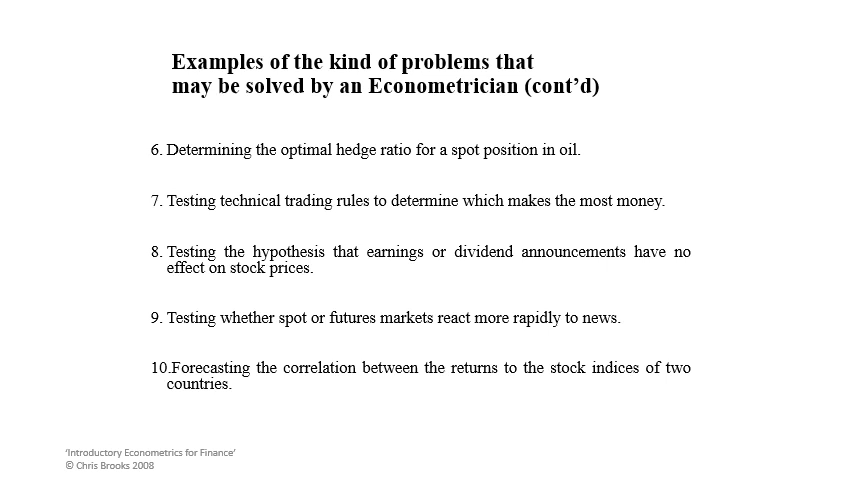 Examples of the kind of problems that
may be solved by an Econometrician (cont’d)
6. Determining the optimal hedge ratio for a spot position in oil.
7. Testing technical trading rules to determine which makes the most money.
8. Testing the hypothesis that earnings or dividend announcements have no
effect on stock prices.
9. Testing whether spot or futures markets react more rapidly to news.
10.Forecasting the correlation between the returns to the stock indices of two
countries.
‘Introductory Econometrics for Finance’
© Chris Brooks 2008